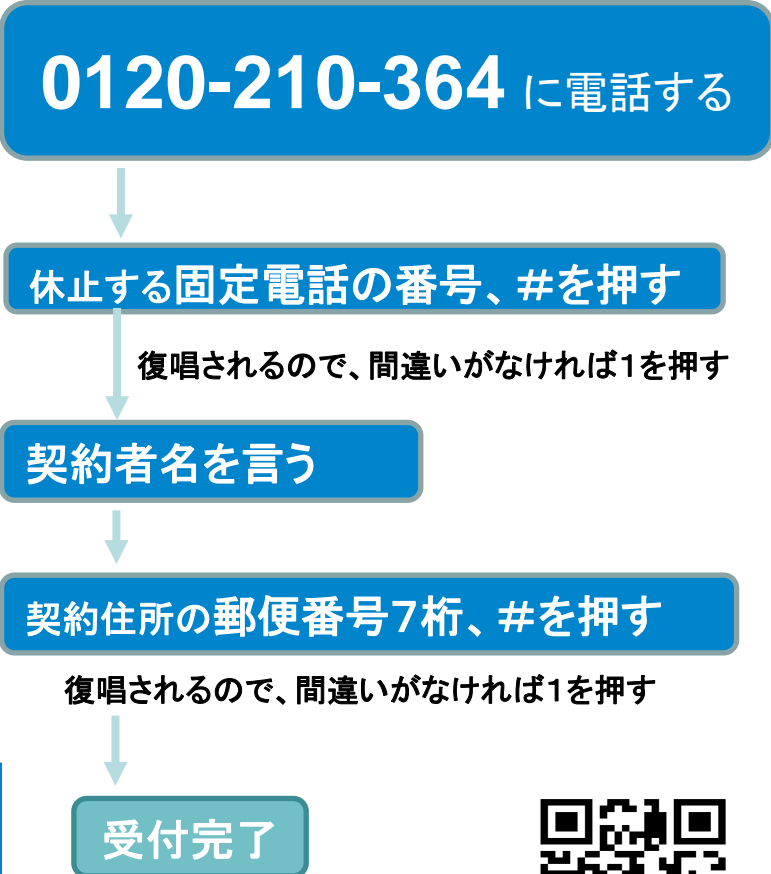 0120-210-364 に電話する
休止する固定電話の番号、＃を押す
復唱されるので、間違いがなければ1を押す
契約者名を言う
契約住所の郵便番号7桁、＃を押す
復唱されるので、間違いがなければ1を押す
受付完了